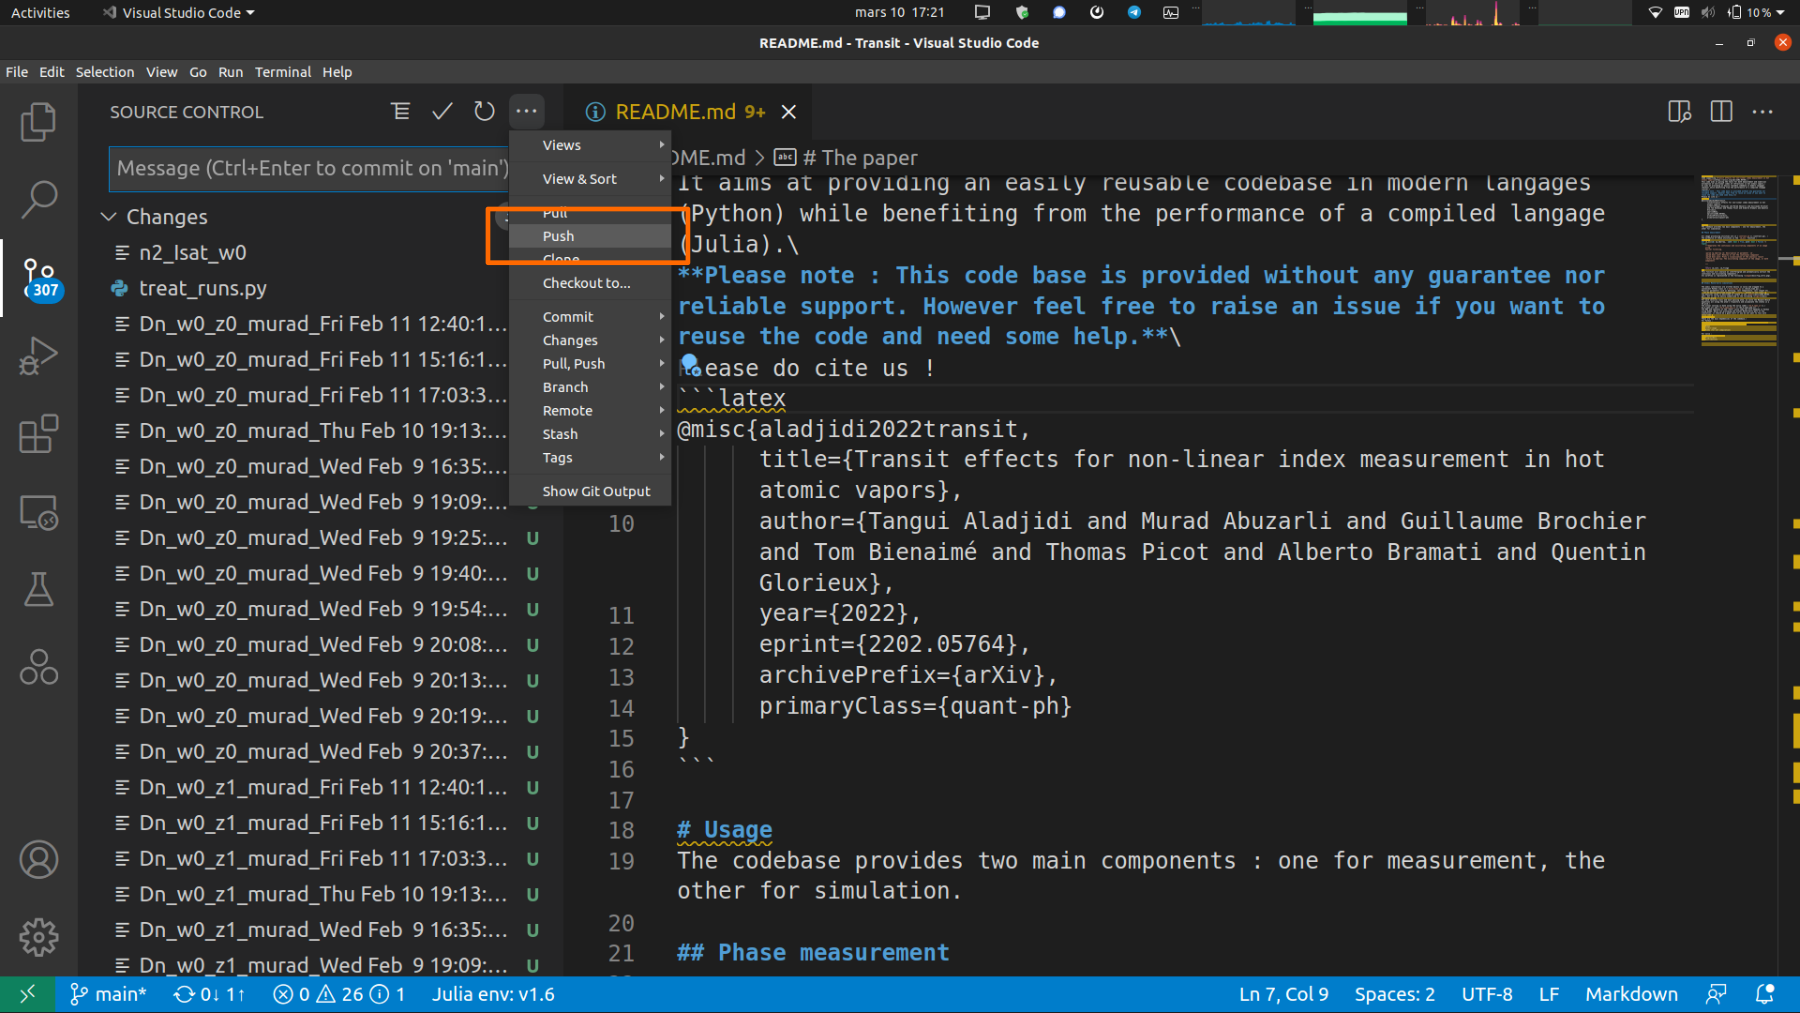 Activities
Visual Studio Code
mars 10 17:21
VPN
10 %
README.md - Transit - Visual Studio Code
File Edit Selection View Go Run Terminal Help
SOURCE CONTROL
Message (Ctrl+Enter to commit on 'main')
Changes
n2_lsat_w0
treat_runs.py
Dn_w0_z0_murad_Fri Feb 11 12:40:1...
Dn_w0_z0_murad_Fri Feb 11 15:16:1...
Dn_w0_z0_murad_Fri Feb 11 17:03:3...
Dn_w0_z0_murad_Thu Feb 10 19:13:...
Dn_w0_z0_murad_Wed Feb  9 16:35:...
Dn_w0_z0_murad_Wed Feb  9 19:09:...
Dn_w0_z0_murad_Wed Feb  9 19:25:... U
Dn_w0_z0_murad_Wed Feb  9 19:40:... U
Dn_w0_z0_murad_Wed Feb  9 19:54:... U
Dn_w0_z0_murad_Wed Feb  9 20:08:... U
Dn_w0_z0_murad_Wed Feb  9 20:13:... U
Dn_w0_z0_murad_Wed Feb  9 20:19:... U
Dn_w0_z0_murad_Wed Feb  9 20:37:... U
Dn_w0_z1_murad_Fri Feb 11 12:40:1... U
Dn_w0_z1_murad_Fri Feb 11 15:16:1... U
Dn_w0_z1_murad_Fri Feb 11 17:03:3... U
Dn_w0_z1_murad_Thu Feb 10 19:13:... U
Dn_w0_z1_murad_Wed Feb  9 16:35:... U
Dn_w0_z1_murad_Wed Feb  9 19:09:... U
307
Views
View & Sort
Pull
Push
Clone
Checkout to...
Commit
Changes
Pull, Push
Branch
Remote
Stash
Tags
Show Git Output
README.md 9+
DME.md > abc # The paper
It aims at providing an easily reusable codebase in modern langages
(Python) while benefiting from the performance of a compiled langage
(Julia).\
**Please note : This code base is provided without any guarantee nor
reliable support. However feel free to raise an issue if you want to
reuse the code and need some help.**\
ease do cite us !
```latex
@misc{aladjidi2022transit,
title={Transit effects for non-linear index measurement in hot
atomic vapors},
10 author={Tangui Aladjidi and Murad Abuzarli and Guillaume Brochier
and Tom Bienaimé and Thomas Picot and Alberto Bramati and Quentin
Glorieux},
11 year={2022},
12 eprint={2202.05764},
13 archivePrefix={arXiv},
14 primaryClass={quant-ph}
15 }
16 ```
17
18 # Usage
19 The codebase provides two main components : one for measurement, the
other for simulation.
20
21 ## Phase measurement
main* 0↓ 1↑ 0 26 1 Julia env: v1.6
Ln 7, Col 9 Spaces: 2 UTF-8 LF Markdown